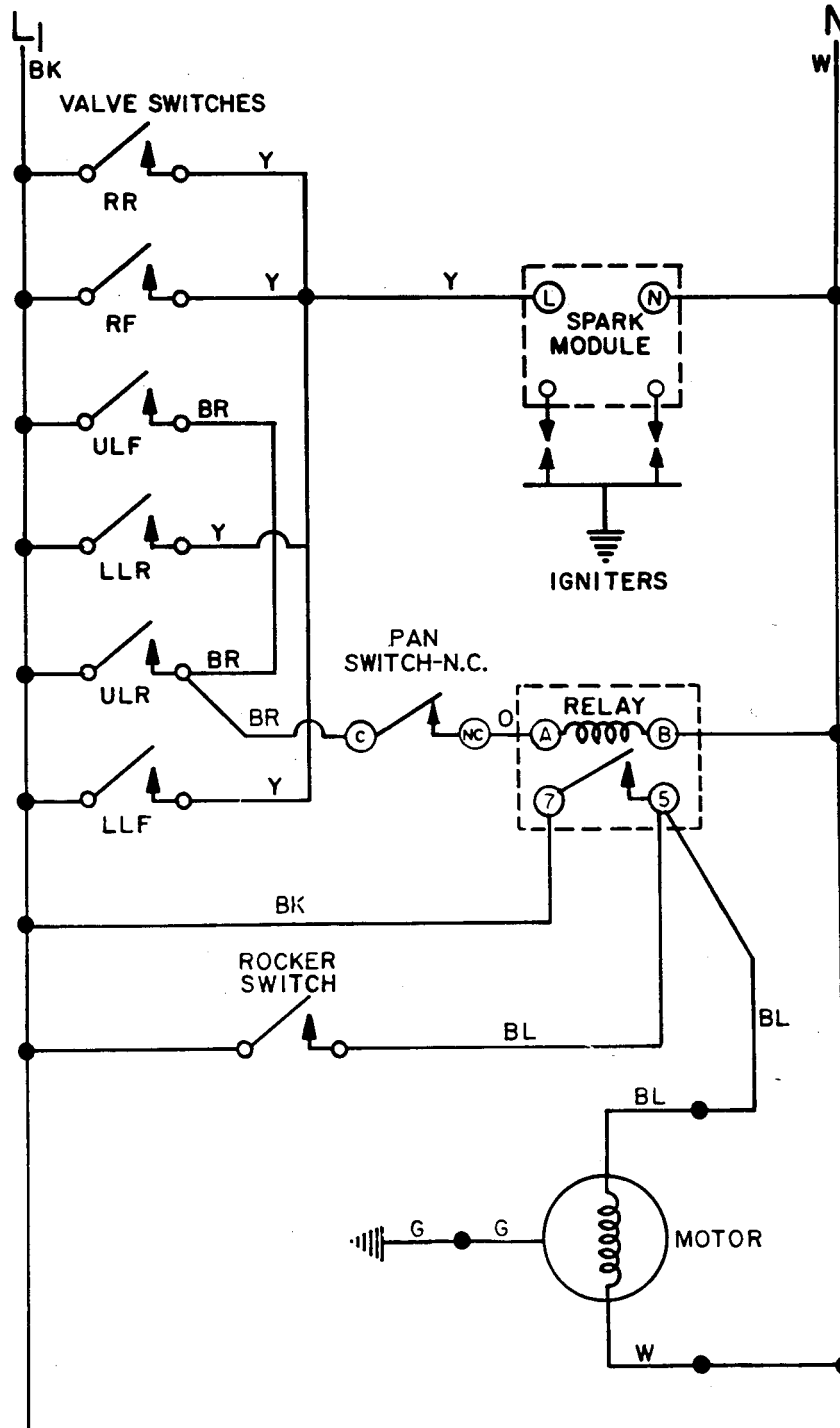 L1
N
BK
W
VALVE SWITCHES
Y
RR
Y
Y
L
N
RF
SPARK
MODULE
BR
ULF
Y
LLR
IGNITERS
PAN
SWITCH-N.C.
BR
ULR
BR
C
NC
O
RELAY
A
B
Y
LLF
7
5
BK
ROCKER
SWITCH
BL
BL
BL
G
G
MOTOR
W